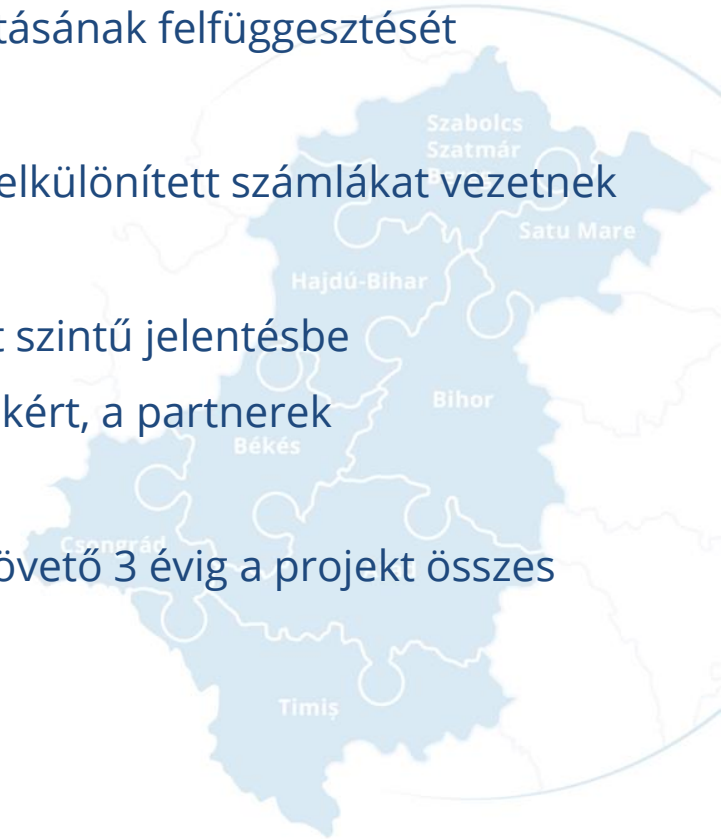 tásának felfüggesztését
Szabolcs
Szatmár
elkülönített számlákat vezetnek
Satu Mare
Hajdú-Bihar
t szintű jelentésbe
kért, a partnerek
Bihor
Békés
Csongrád
övető 3 évig a projekt összes
Timiș